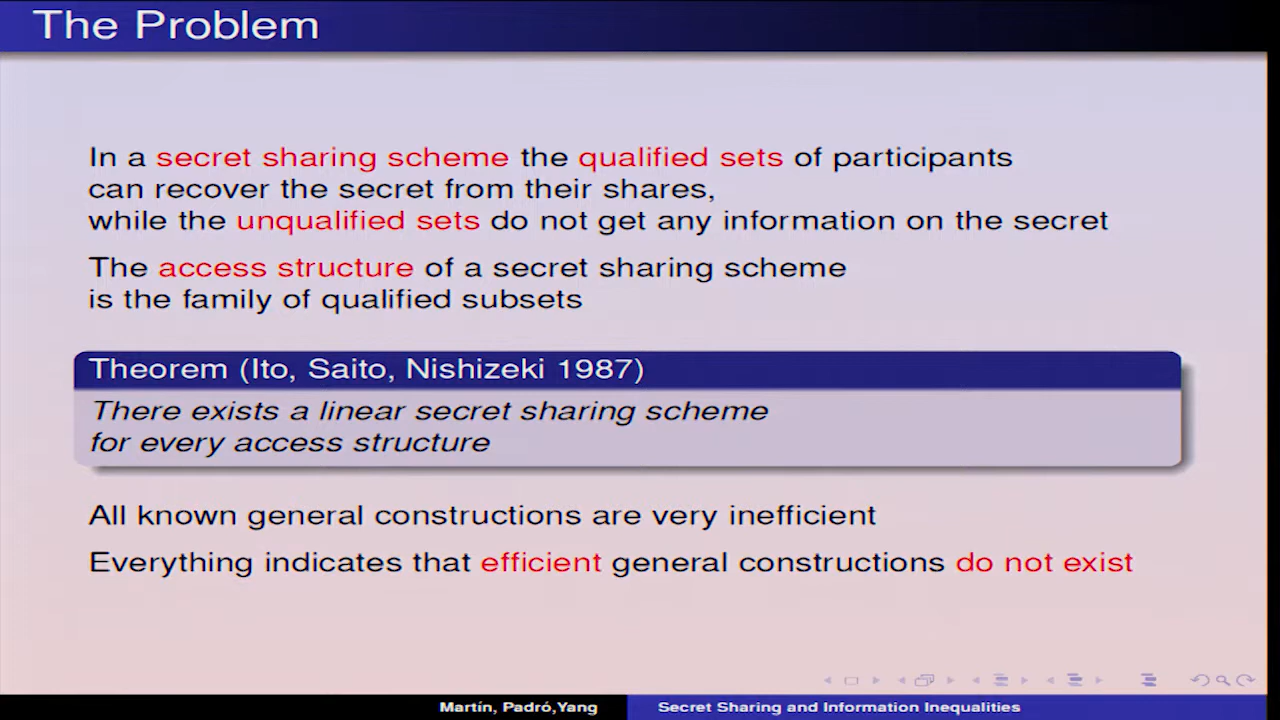 The Problem
In a secret sharing scheme the qualified sets of participants
can recover the secret from their shares,
while the unqualified sets do not get any information on the secret
The access structure of a secret sharing scheme
is the family of qualified subsets
Theorem (Ito, Saito, Nishizeki 1987)
There exists a linear secret sharing scheme
for every access structure
All known general constructions are very inefficient
Everything indicates that efficient general constructions do not exist
Martín, Padró,Yang
Secret Sharing and Information Inequalities